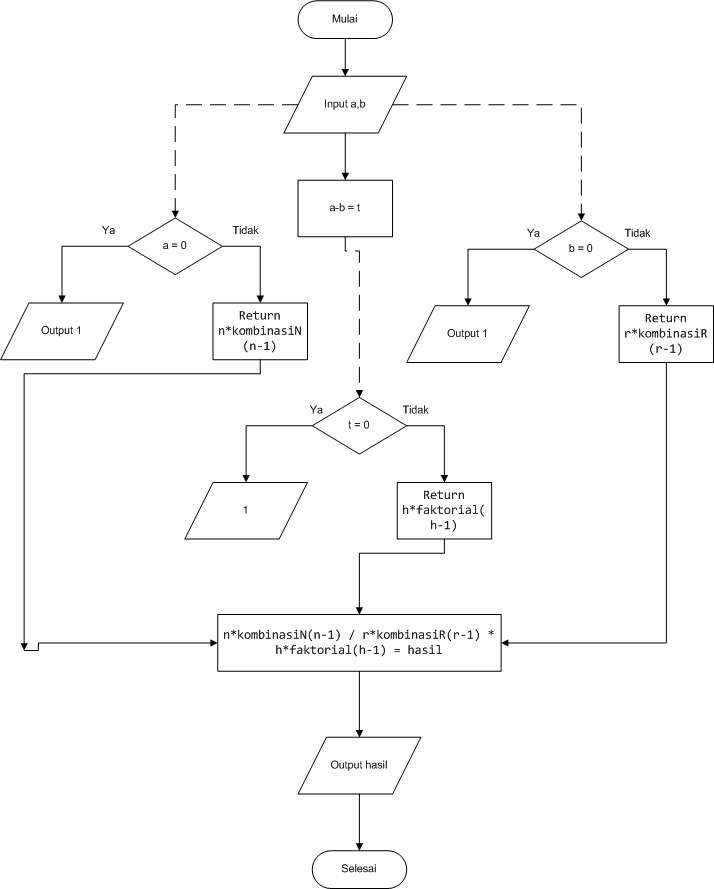 Mulai
Input a,b
a-b = t
Ya
Tidak
a = 0
Ya
Tidak
b = 0
Output 1
Return
n*kombinasiN
(n-1)
Output 1
Return
r*kombinasiR
(r-1)
Ya
Tidak
t = 0
1
Return
h*faktorial(
h-1)
n*kombinasiN(n-1) / r*kombinasiR(r-1) *
h*faktorial(h-1) = hasil
Output hasil
Selesai